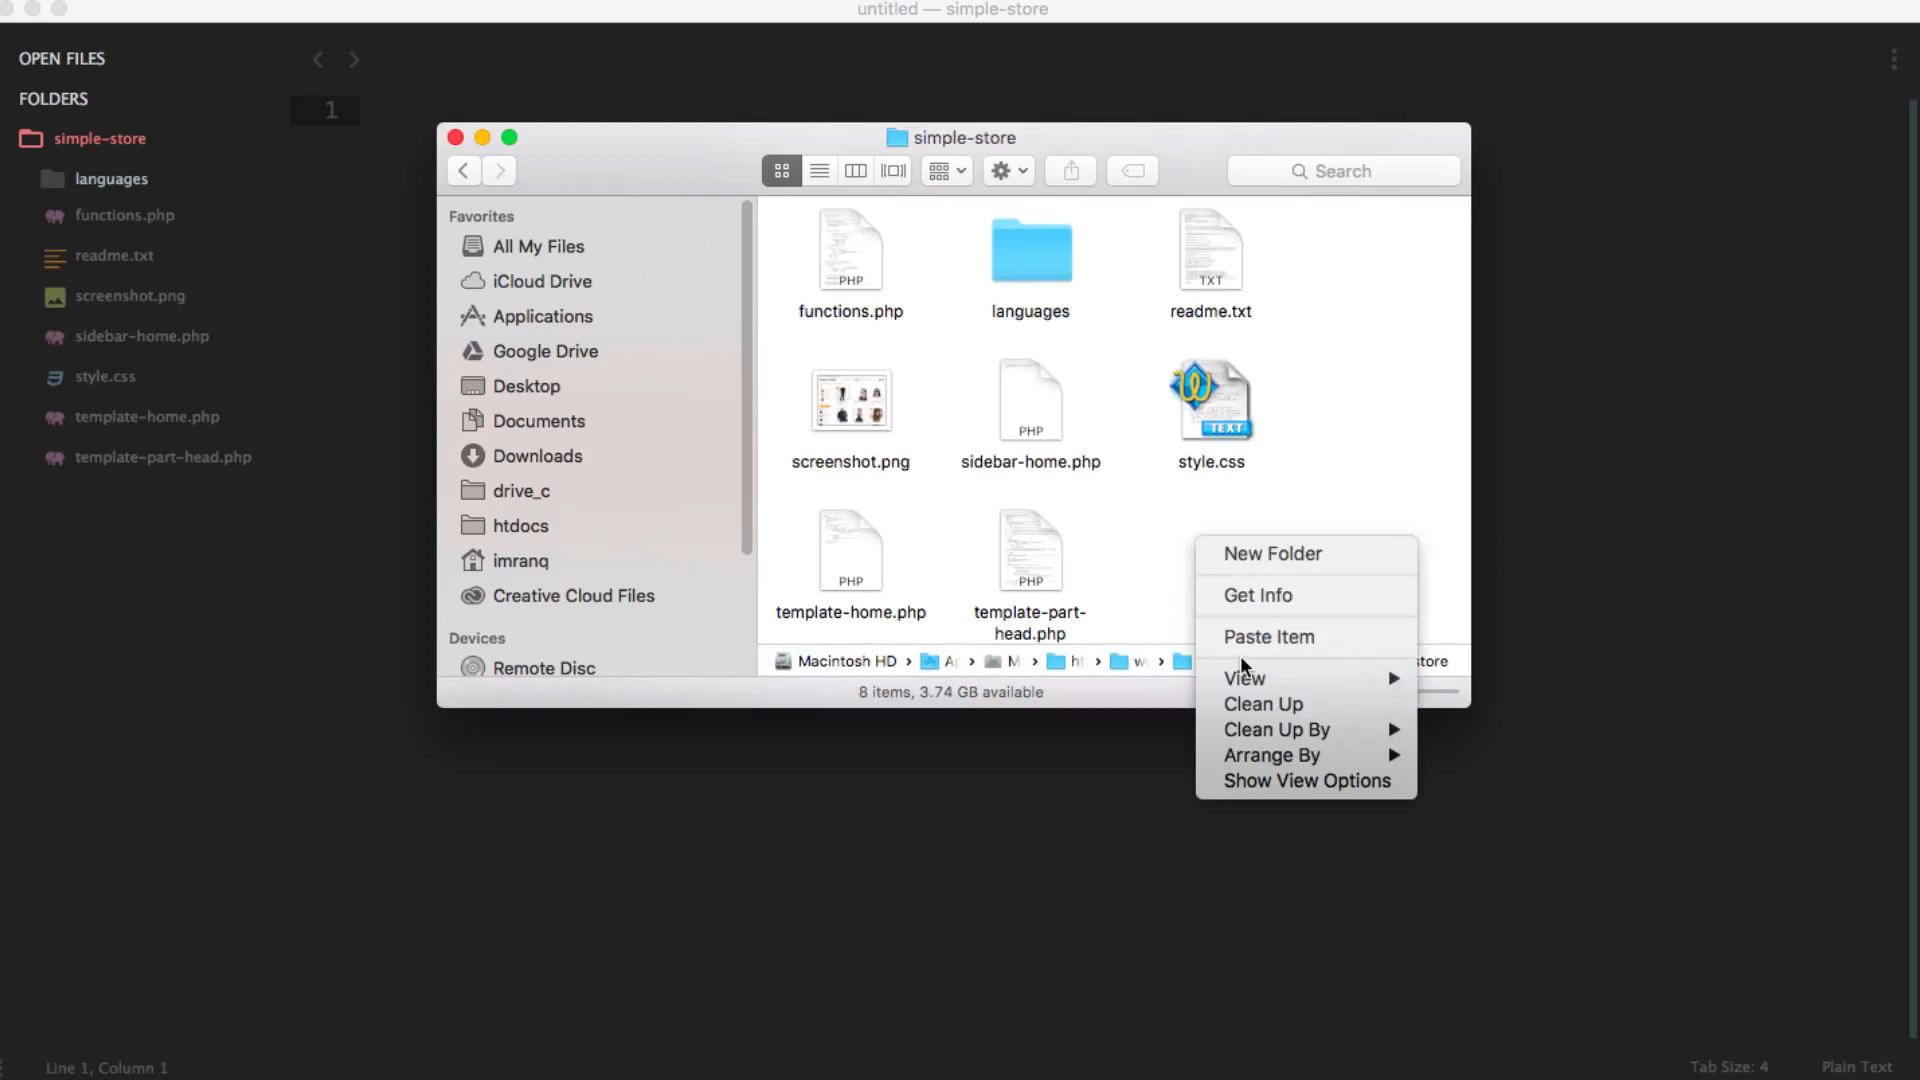 untitled — simple-store
OPEN FILES
FOLDERS
1
simple-store
languages
functions.php
readme.txt
screenshot.png
sidebar-home.php
style.css
template-home.php
template-part-head.php
simple-store
Search
Favorites
All My Files
iCloud Drive
Applications
Google Drive
Desktop
Documents
Downloads
drive_c
htdocs
imranq
Creative Cloud Files
Devices
Remote Disc
PHP
TXT
functions.php
languages
readme.txt
PHP
TEXT
screenshot.png
sidebar-home.php
style.css
PHP
PHP
template-home.php
template-part-
head.php
Macintosh HD › A › M › h › w ›
store
8 items, 3.74 GB available
New Folder
Get Info
Paste Item
View
Clean Up
Clean Up By
Arrange By
Show View Options
Line 1, Column 1
Tab Size: 4
Plain Text